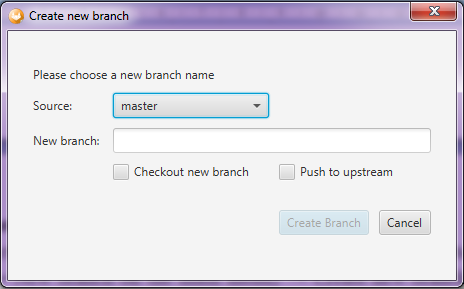 Create new branch
Please choose a new branch name
Source: master
New branch:
Checkout new branch Push to upstream
Create Branch Cancel